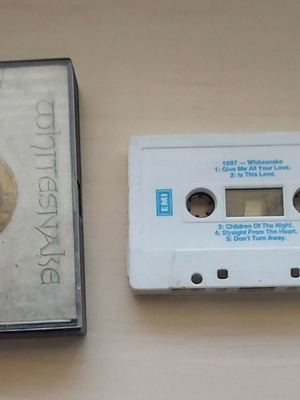 Whitesnake
1987 — Whitesnake
1: Give Me All Your Love.
2: Is This Love.
EMI
3: Children Of The Night.
4: Straight From The Heart.
5: Don't Turn Away.